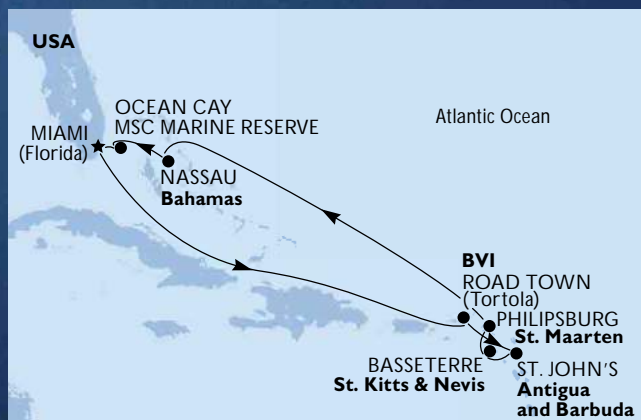 USA
OCEAN CAY
MSC MARINE RESERVE
Atlantic Ocean
MIAMI
(Florida)
NASSAU
Bahamas
BVI
ROAD TOWN
(Tortola)
PHILIPSBURG
St. Maarten
BASSETERRE
St. Kitts & Nevis
ST. JOHN'S
Antigua
and Barbuda